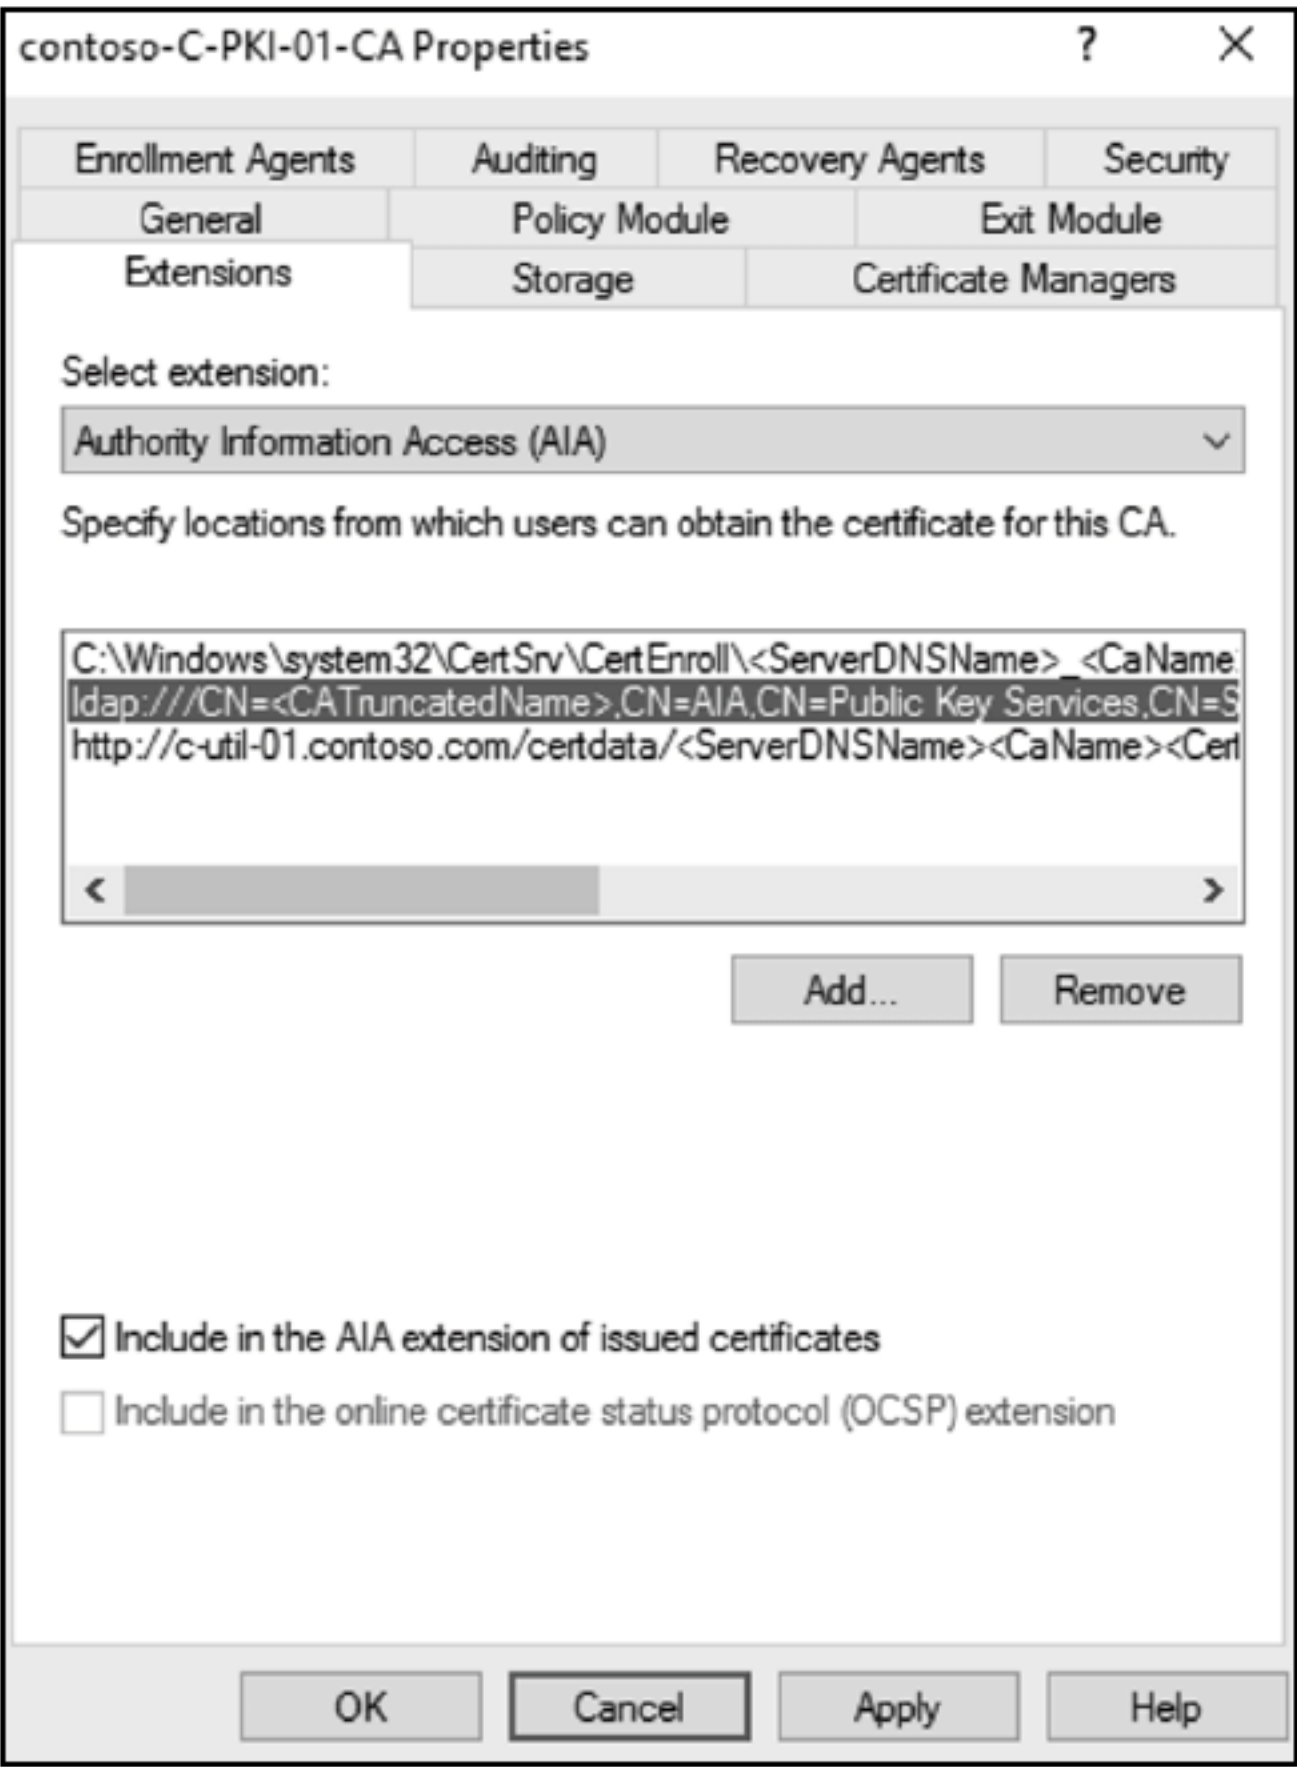 contoso-C-PKI-01-CA Properties ? X
Enrollment Agents Auditing Recovery Agents Security
General Policy Module Exit Module
Extensions Storage Certificate Managers
Select extension:
Authority Information Access (AIA)
Specify locations from which users can obtain the certificate for this CA.
C:\Windows\system32\CertSrv\CertEnroll\<ServerDNSName>_<CaName
ldap:///CN=<CATruncatedName>,CN=AIA,CN=Public Key Services,CN=S
http://c-util-01.contoso.com/certdata/<ServerDNSName><CaName><Cert
Add... Remove
Include in the AIA extension of issued certificates
Include in the online certificate status protocol (OCSP) extension
OK Cancel Apply Help